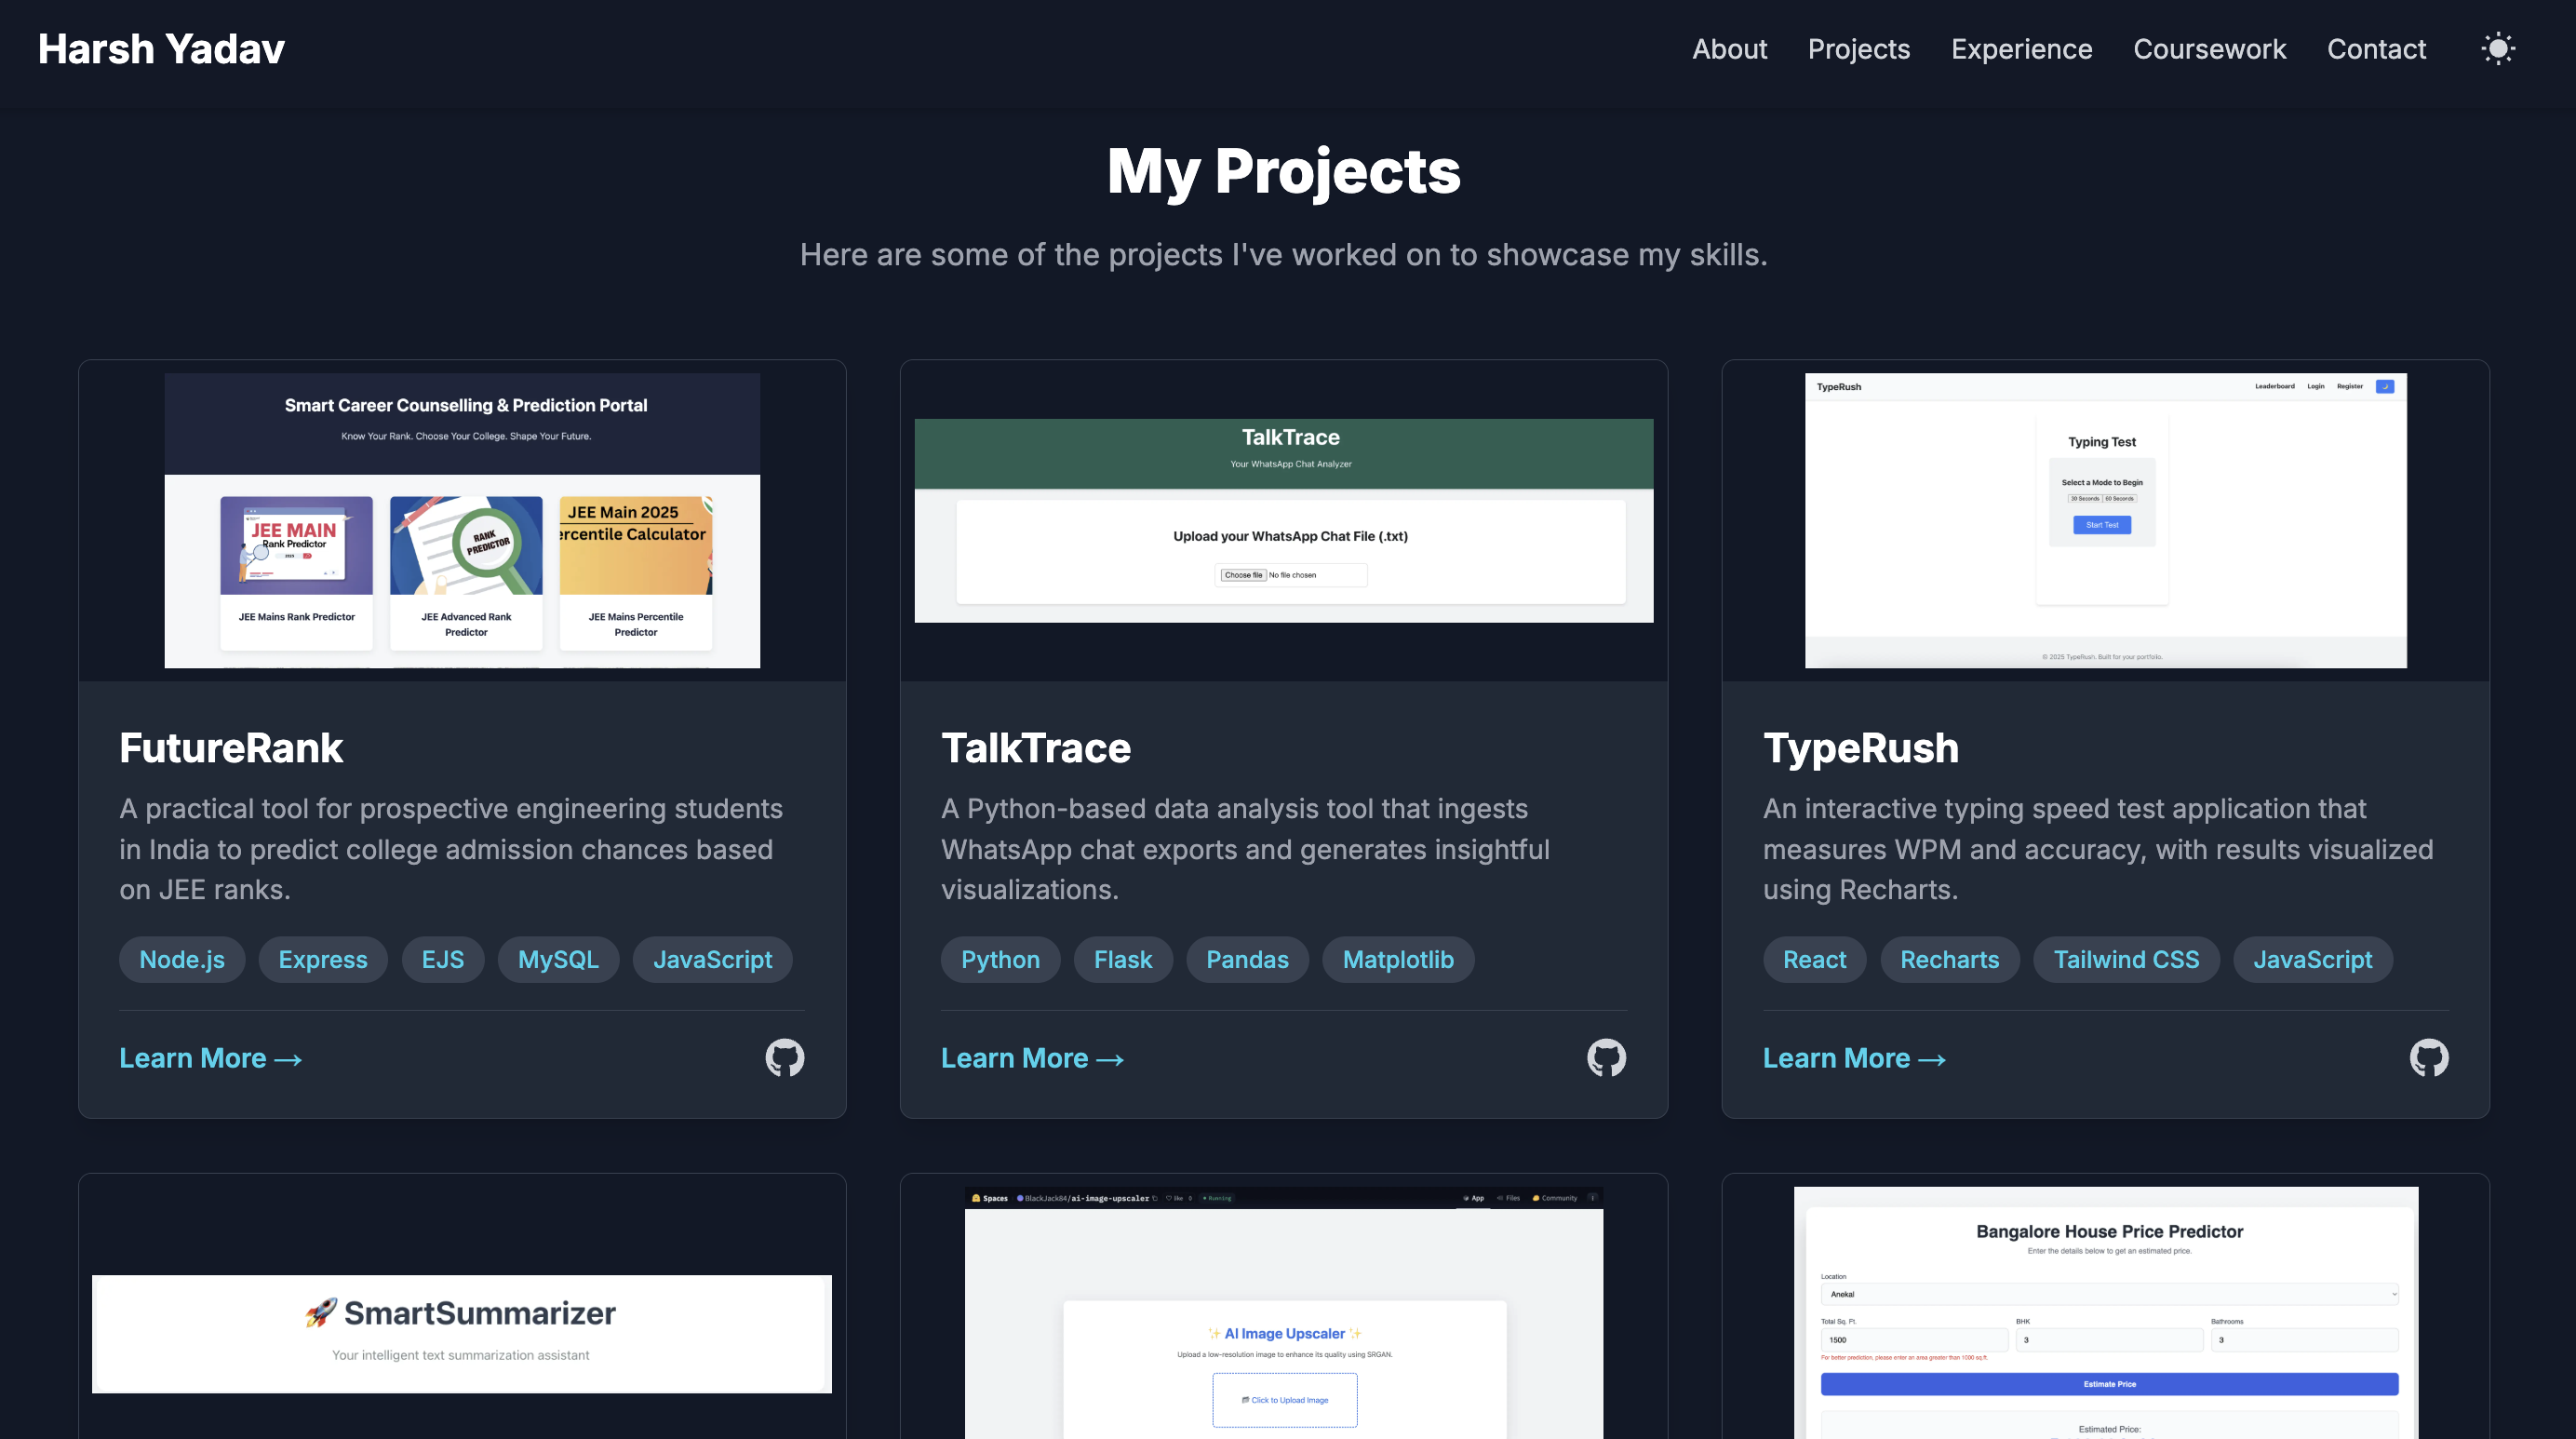 Harsh Yadav
About Projects Experience Coursework Contact
My Projects
Here are some of the projects I've worked on to showcase my skills.
Smart Career Counselling & Prediction Portal
Know Your Rank. Choose Your College. Shape Your Future.
JEE MAIN
Rank Predictor
RANK
PREDICTOR
JEE Main 2025
ercentile Calculator
JEE Mains Rank Predictor
JEE Advanced Rank
Predictor
JEE Mains Percentile
Predictor
FutureRank
A practical tool for prospective engineering students
in India to predict college admission chances based
on JEE ranks.
Node.js Express EJS MySQL JavaScript
Learn More →
TalkTrace
Your WhatsApp Chat Analyzer
Upload your WhatsApp Chat File (.txt)
Choose file No file chosen
TalkTrace
A Python-based data analysis tool that ingests
WhatsApp chat exports and generates insightful
visualizations.
Python Flask Pandas Matplotlib
Learn More →
TypeRush
Leaderboard Login Register
Typing Test
Select a Mode to Begin
30 Seconds 60 Seconds
Start Test
© 2025 TypeRush. Built for your portfolio.
TypeRush
An interactive typing speed test application that
measures WPM and accuracy, with results visualized
using Recharts.
React Recharts Tailwind CSS JavaScript
Learn More →
🚀 SmartSummarizer
Your intelligent text summarization assistant
Spaces BlackJack84/ai-image-upscaler like 0 Running App Files Community
✨ AI Image Upscaler ✨
Upload a low-resolution image to enhance its quality using SRGAN.
Click to Upload Image
Bangalore House Price Predictor
Enter the details below to get an estimated price.
Location
Anekal
Total Sq. Ft. BHK Bathrooms
1500 3 3
For better prediction, please enter an area greater than 1000 sq.ft.
Estimate Price
Estimated Price: